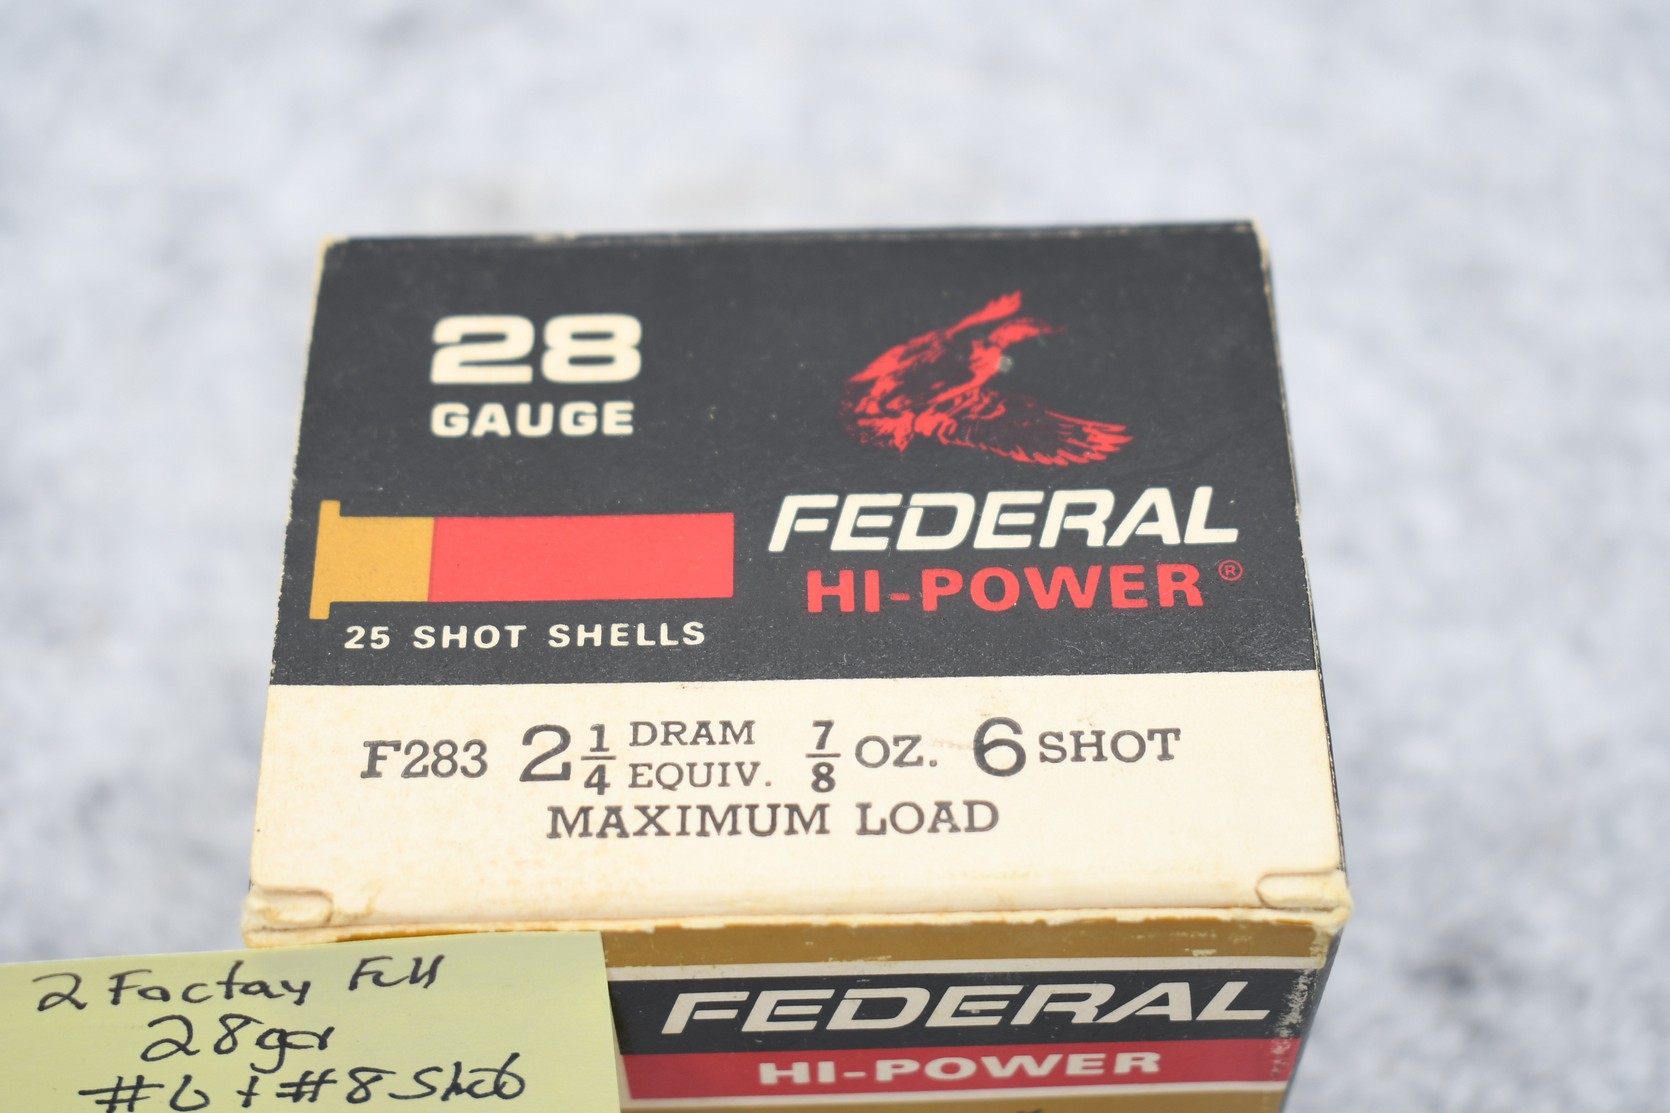 28
GAUGE
FEDERAL
HI-POWER®
25 SHOT SHELLS
F283 2 1/4 DRAM EQUIV. 7/8 OZ. 6 SHOT
MAXIMUM LOAD
FEDERAL
HI-POWER
2 Factory Full
28ga
#6 + #8 Shot